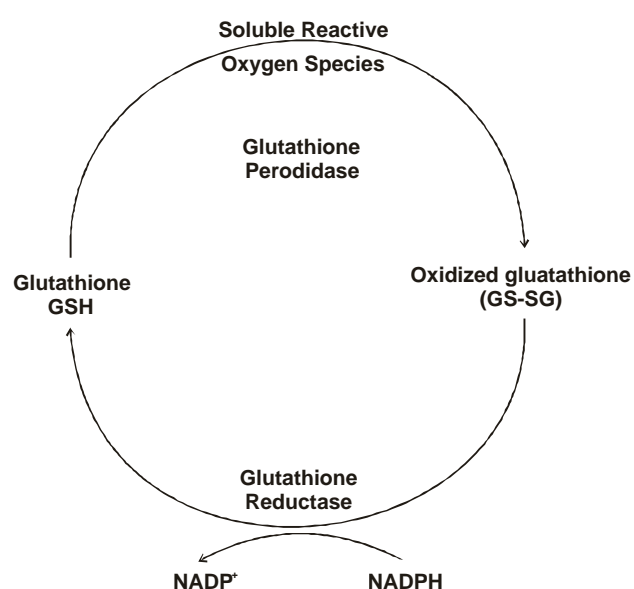 Soluble Reactive
Oxygen Species
Glutathione
Perodidase
Glutathione
GSH
Oxidized gluatathione
(GS-SG)
Glutathione
Reductase
NADP⁺
NADPH